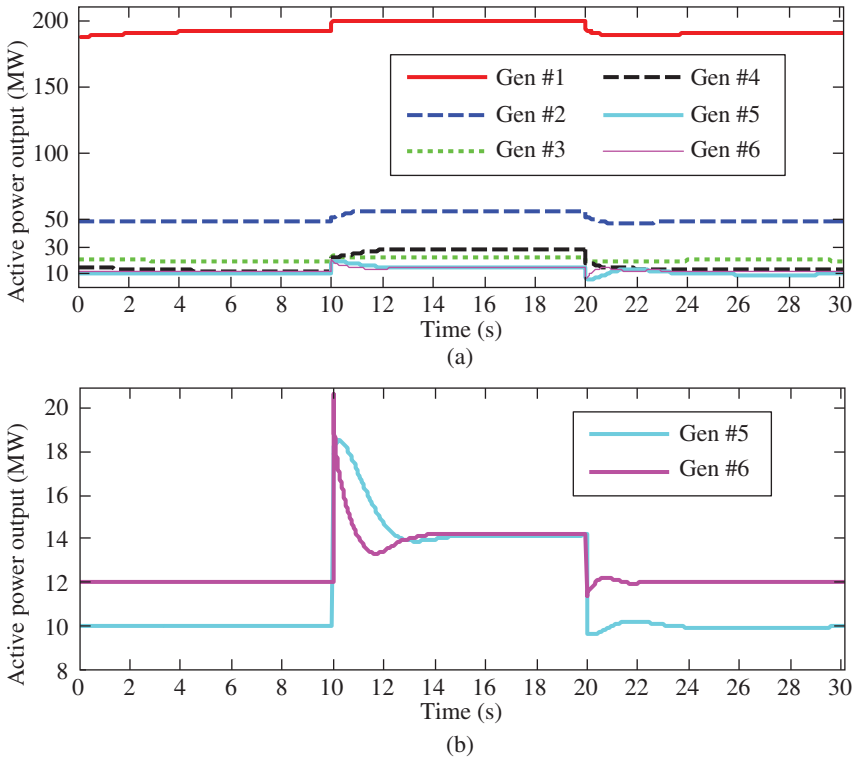 200
150
100
50
30
10
Active power output (MW)
Gen #1
Gen #2
Gen #3
Gen #4
Gen #5
Gen #6
0 2 4 6 8 10 12 14 16 18 20 22 24 26 28 30
Time (s)
(a)
20
18
16
14
12
10
8
Active power output (MW)
Gen #5
Gen #6
0 2 4 6 8 10 12 14 16 18 20 22 24 26 28 30
Time (s)
(b)